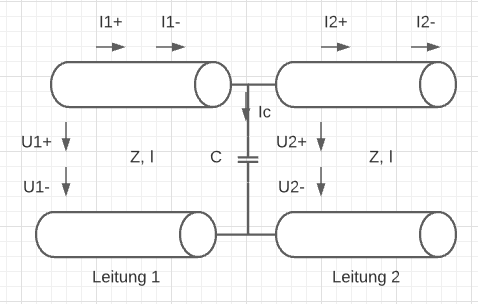 I1+ I1- I2+ I2-
Ic
U1+ Z, l C U2+ Z, l
U1- U2-
Leitung 1 Leitung 2